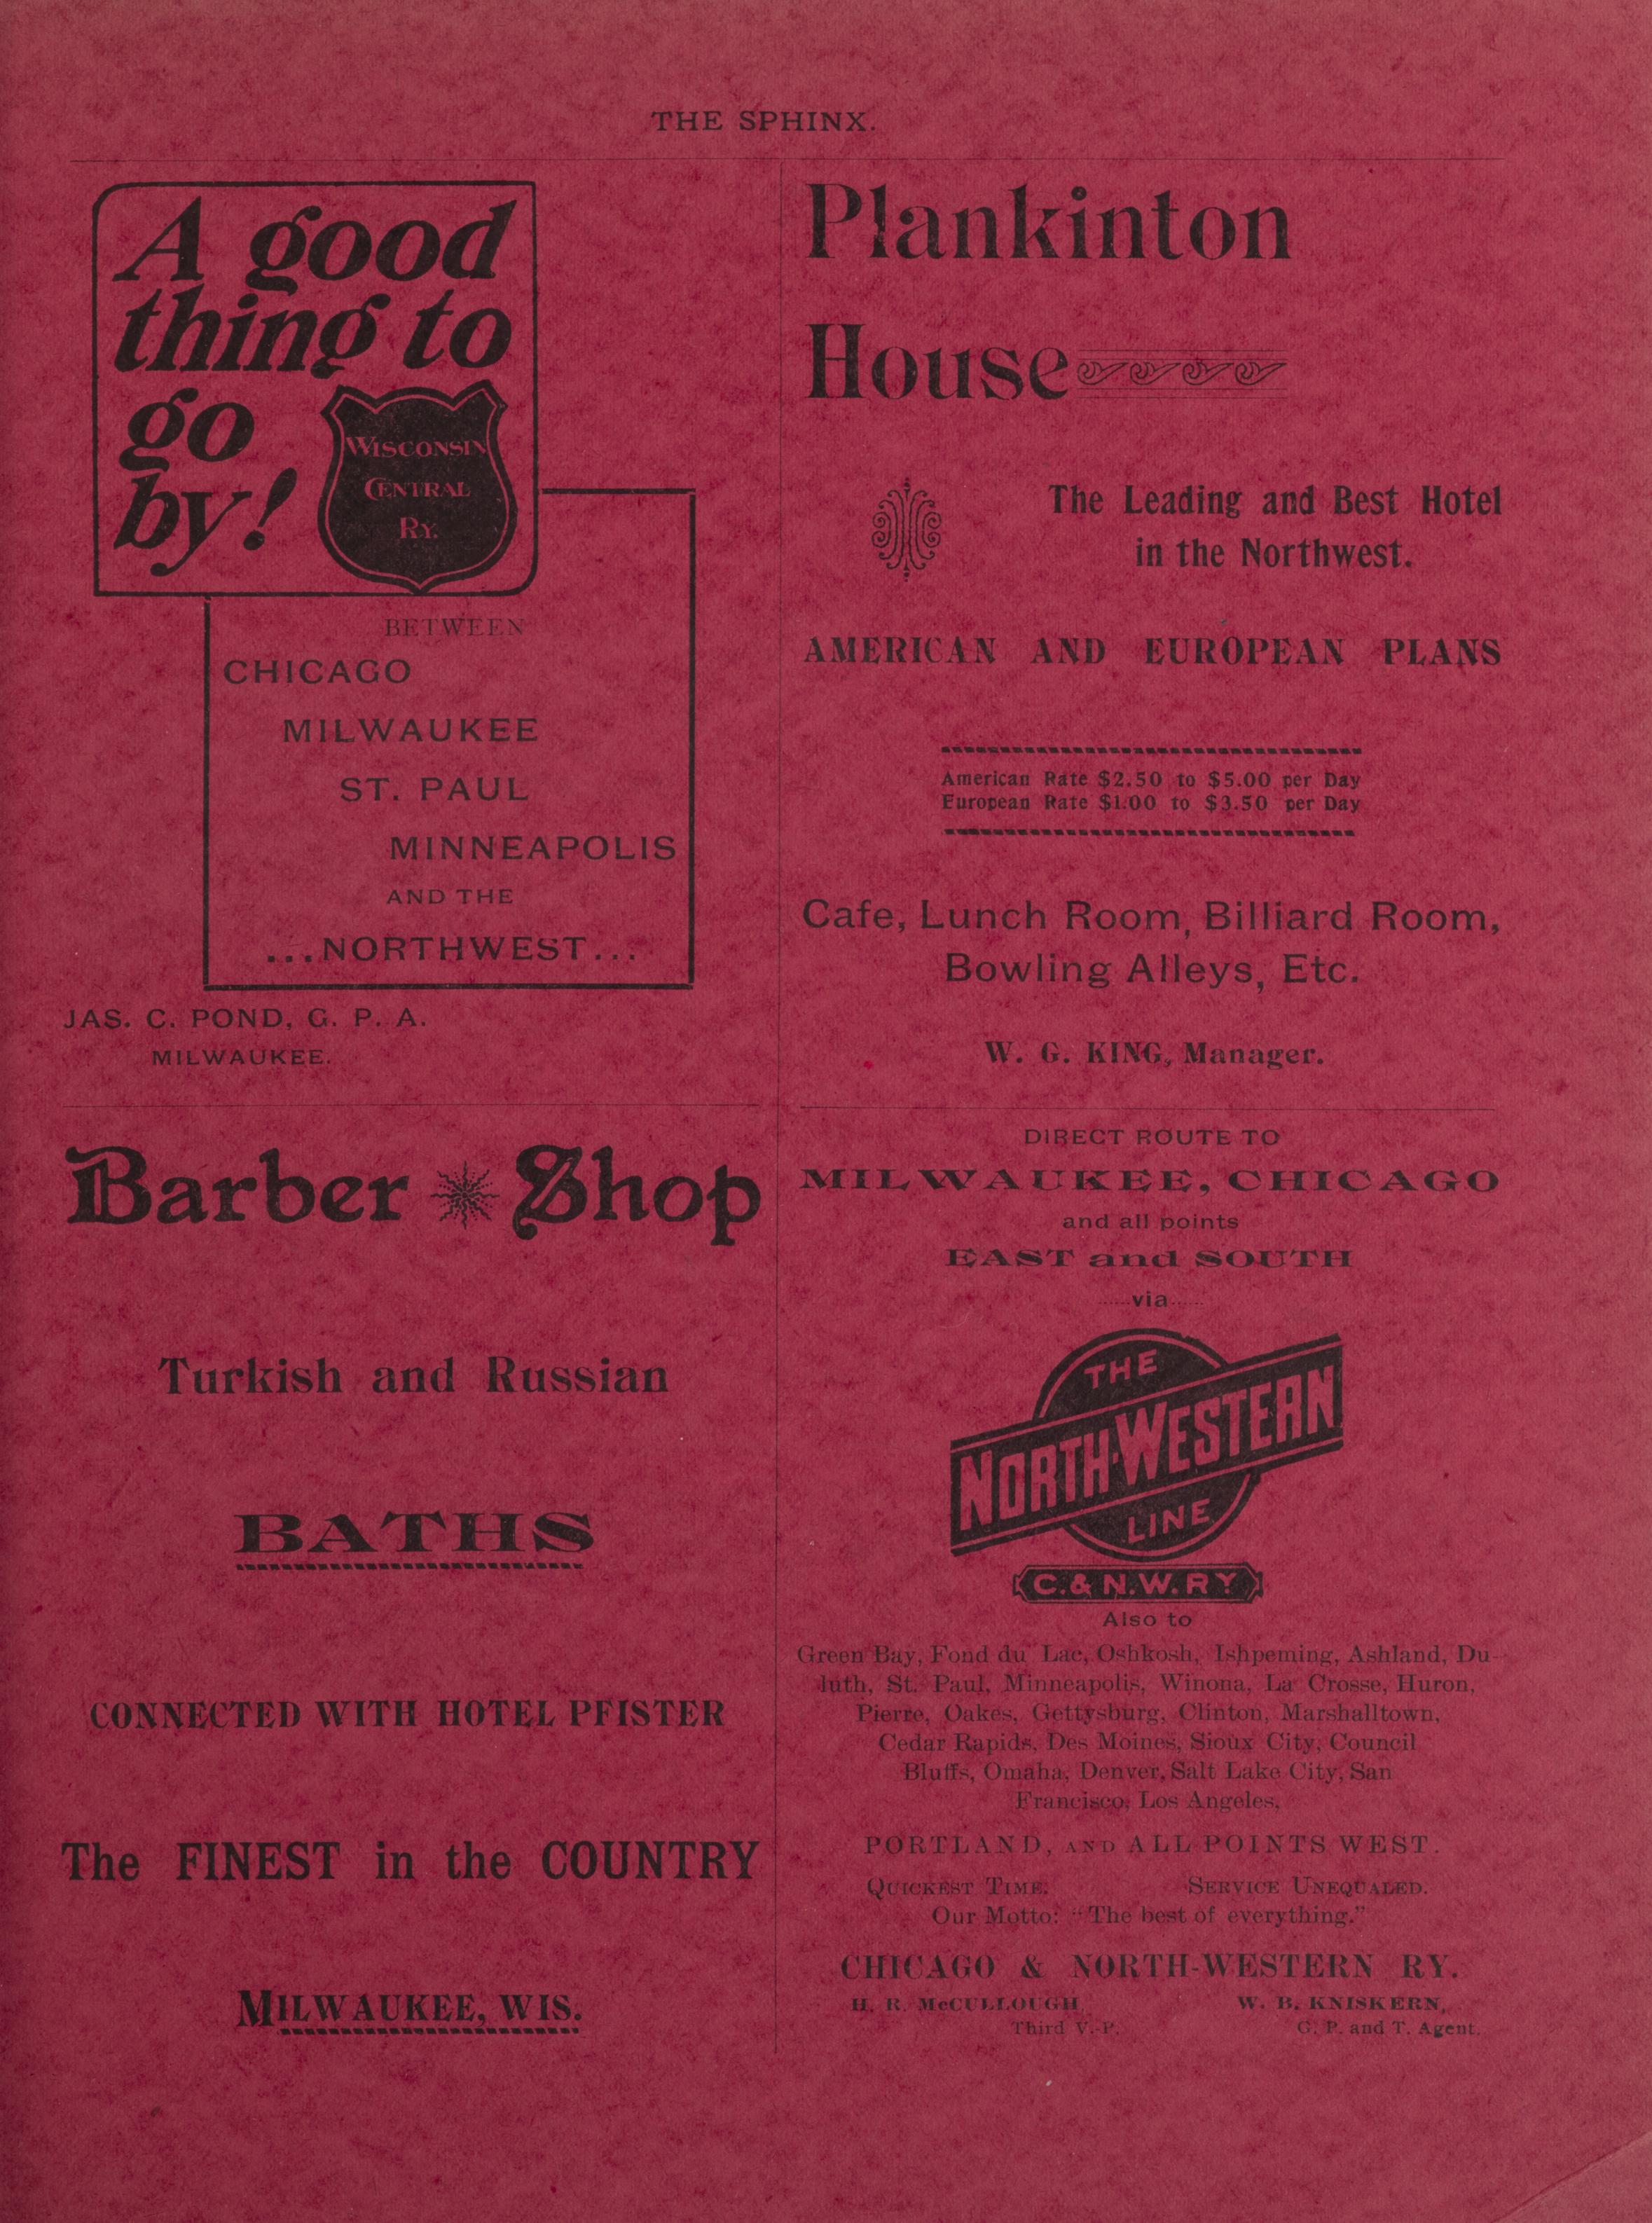 THE SPHINX.
A good
thing to
go
by!
WISCONSIN
CENTRAL
RY.
BETWEEN
CHICAGO
MILWAUKEE
ST. PAUL
MINNEAPOLIS
AND THE
...NORTHWEST...
JAS. C. POND, G. P. A.
MILWAUKEE.
Plankinton
House
The Leading and Best Hotel
in the Northwest.
AMERICAN AND EUROPEAN PLANS
American Rate $2.50 to $5.00 per Day
European Rate $1.00 to $3.50 per Day
Cafe, Lunch Room, Billiard Room,
Bowling Alleys, Etc.
W. G. KING, Manager.
Barber Shop
Turkish and Russian
BATHS
CONNECTED WITH HOTEL PFISTER
The FINEST in the COUNTRY
MILWAUKEE, WIS.
DIRECT ROUTE TO
MILWAUKEE, CHICAGO
and all points
EAST and SOUTH
......via......
THE
NORTH-WESTERN
LINE
C. & N. W. RY
Also to
Green Bay, Fond du Lac, Oshkosh, Ishpeming, Ashland, Du-
luth, St. Paul, Minneapolis, Winona, La Crosse, Huron,
Pierre, Oakes, Gettysburg, Clinton, Marshalltown,
Cedar Rapids, Des Moines, Sioux City, Council
Bluffs, Omaha, Denver, Salt Lake City, San
Francisco, Los Angeles,
PORTLAND, AND ALL POINTS WEST.
QUICKEST TIME. SERVICE UNEQUALED.
Our Motto: "The best of everything."
CHICAGO & NORTH-WESTERN RY.
H. R. McCULLOUGH, W. B. KNISKERN,
Third V.-P. G. P. and T. Agent.